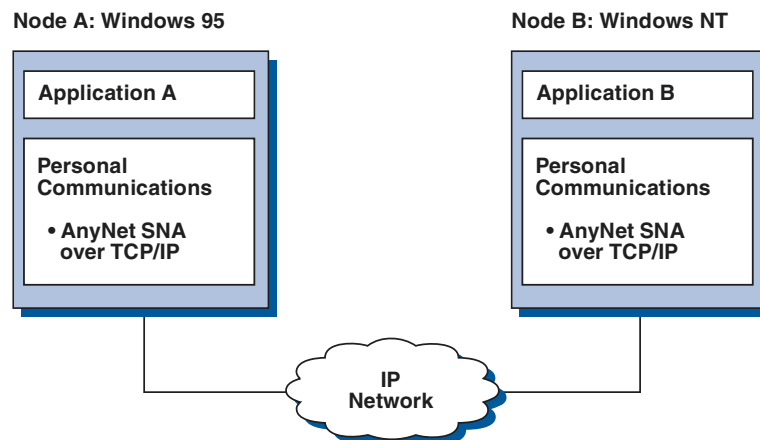 Node A: Windows 95
Application A
Personal
Communications
• AnyNet SNA
over TCP/IP
Node B: Windows NT
Application B
Personal
Communications
• AnyNet SNA
over TCP/IP
IP
Network